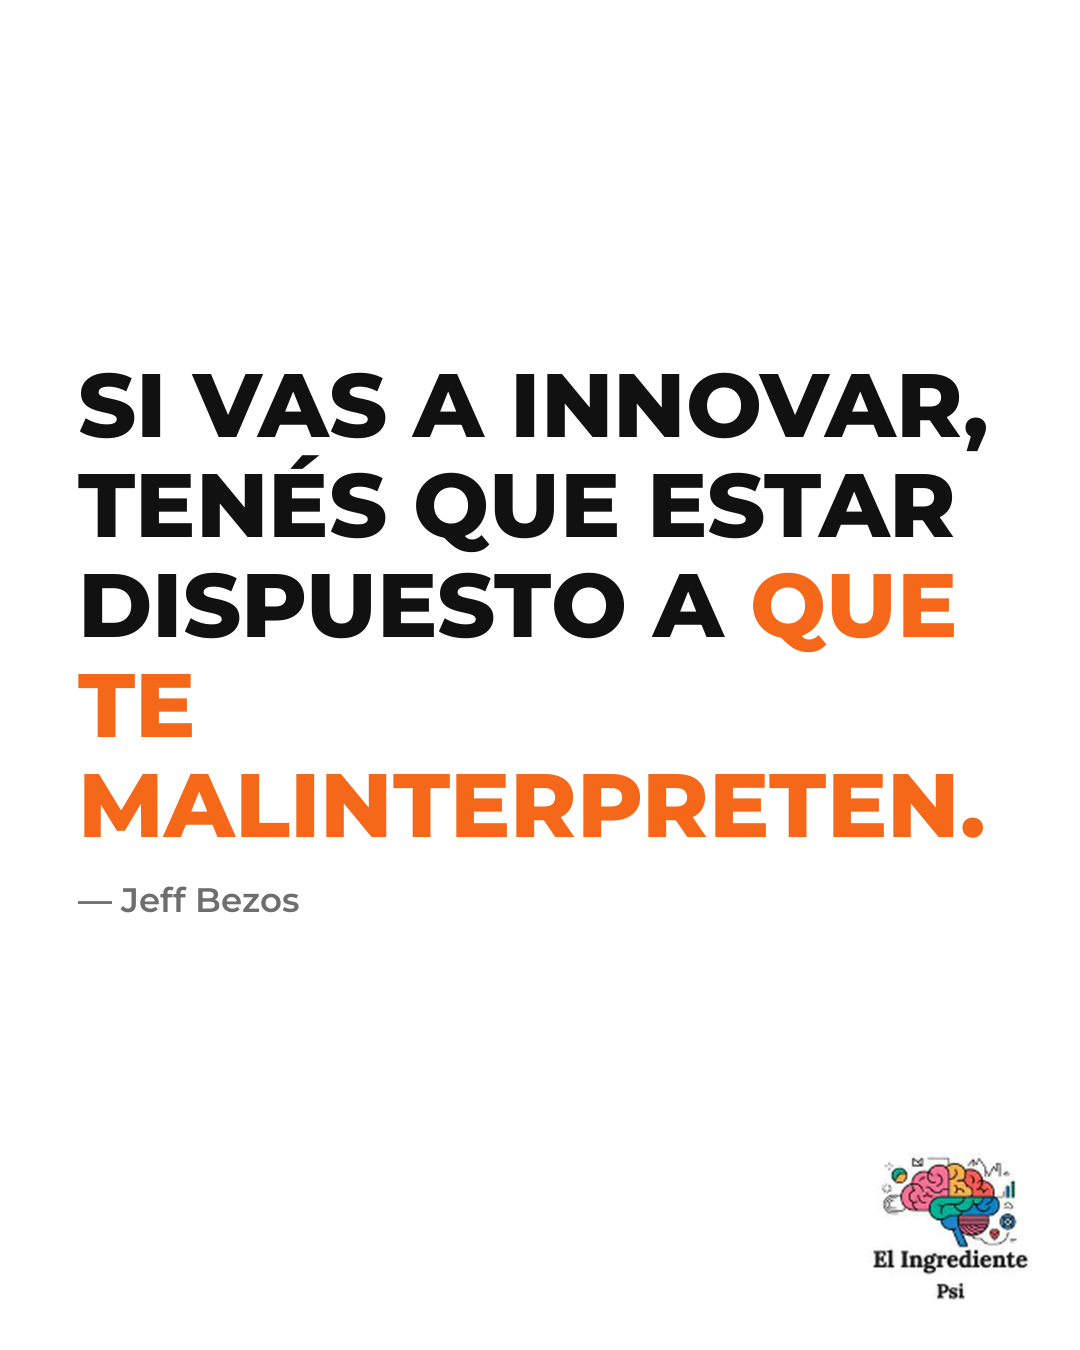 SI VAS A INNOVAR,
TENÉS QUE ESTAR
DISPUESTO A QUE
TE
MALINTERPRETEN.
— Jeff Bezos
El Ingrediente
Psi